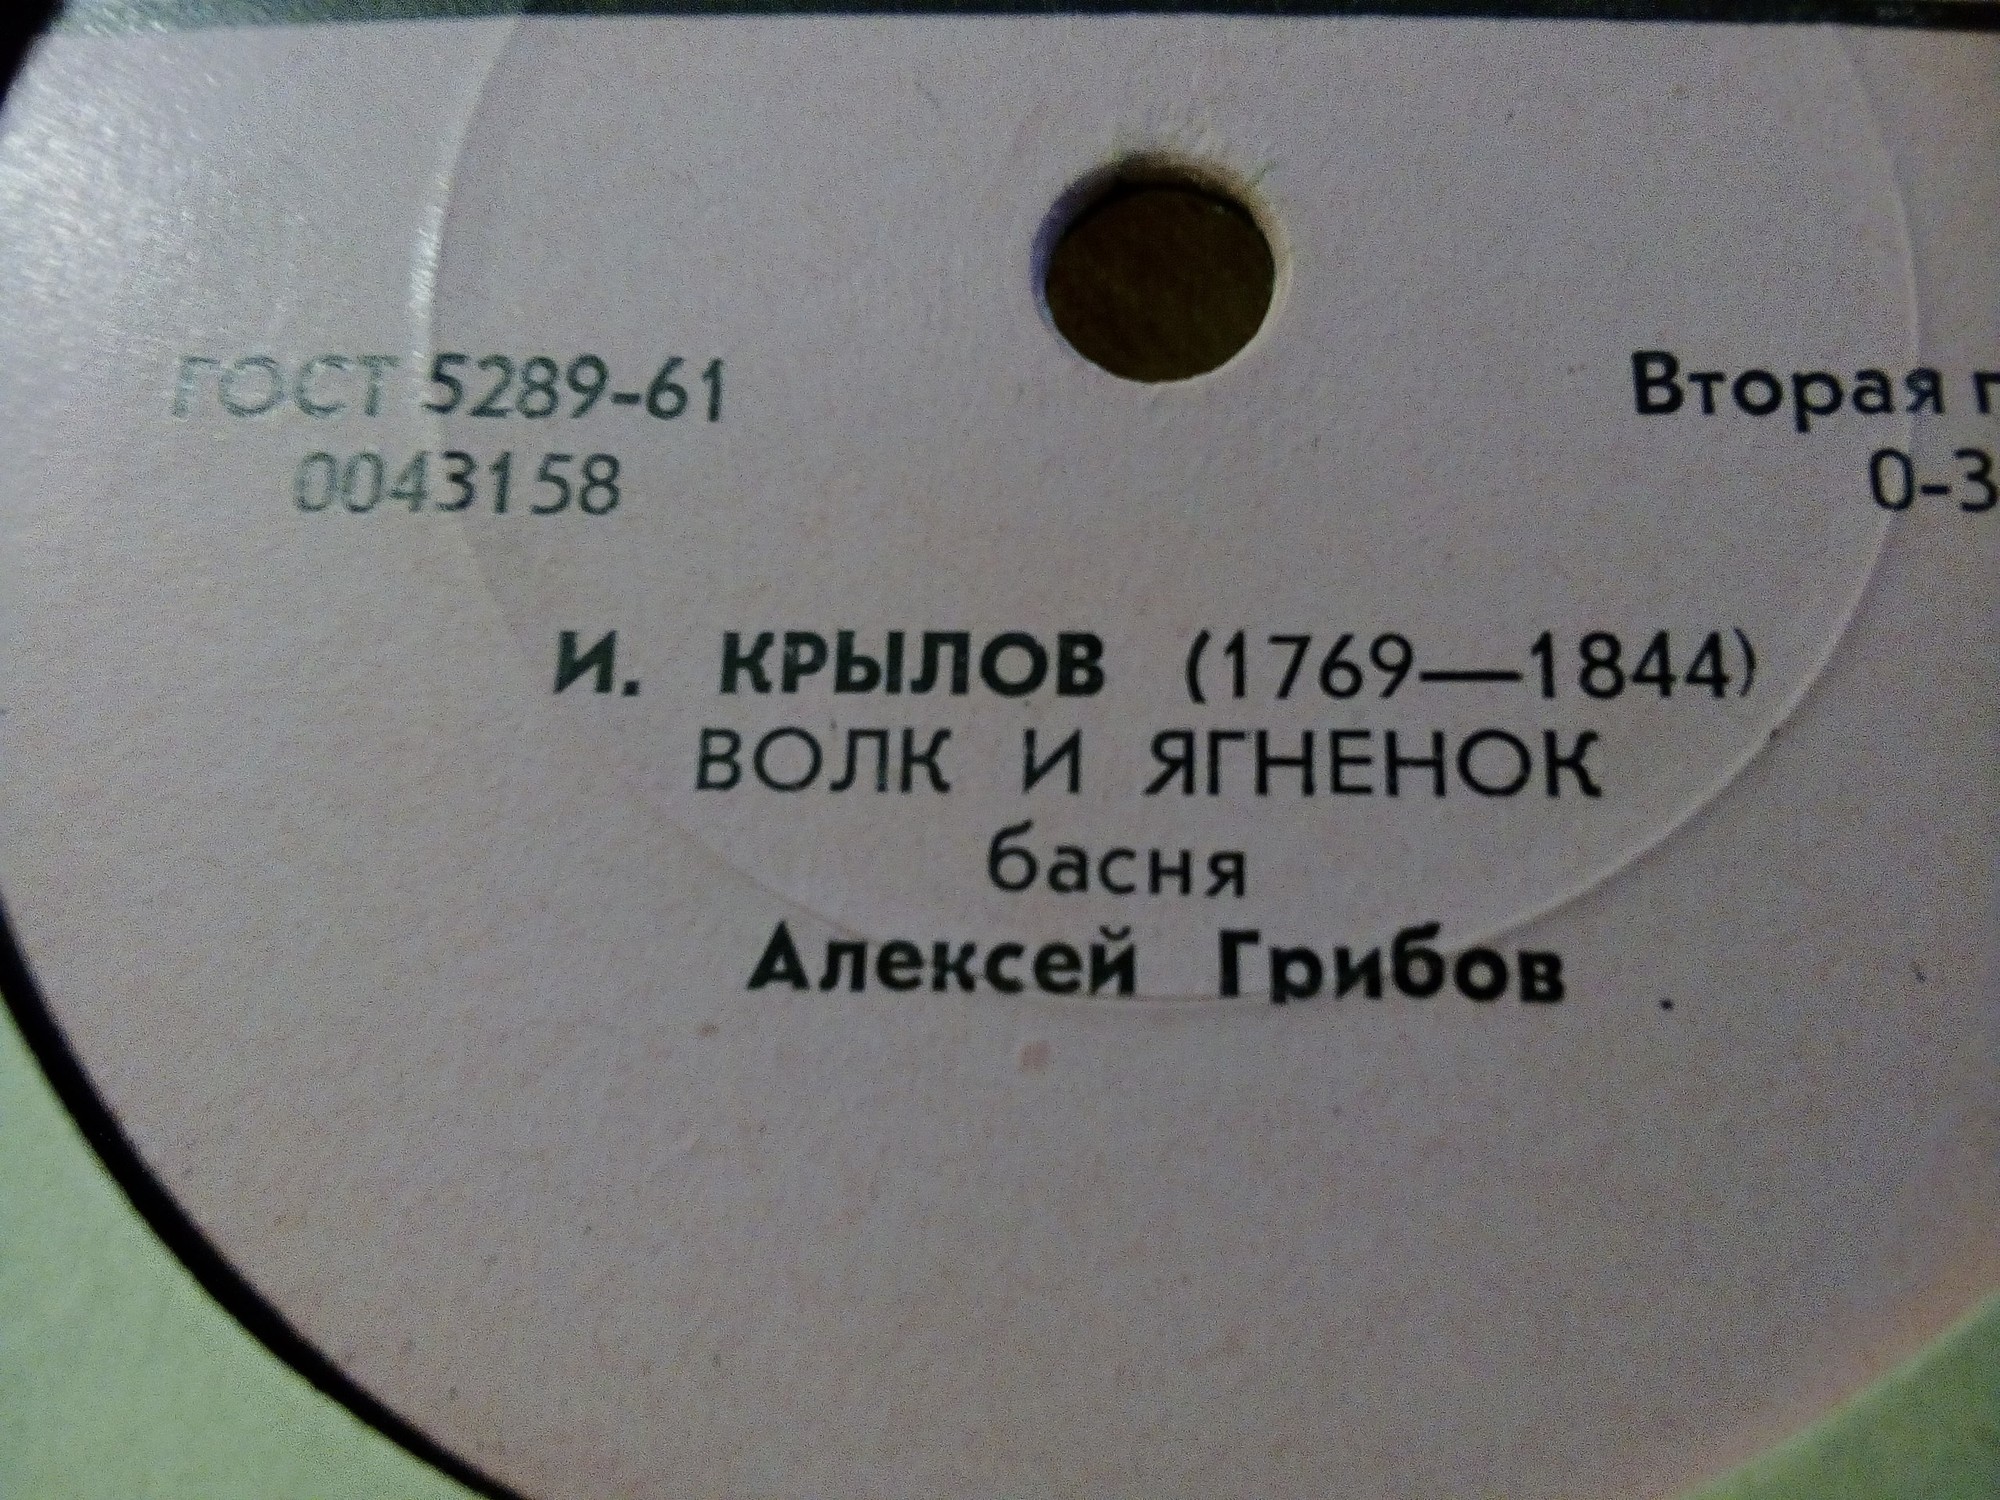 ГОСТ 5289-61
0043158
Вторая г
0-3
И. КРЫЛОВ (1769—1844)
ВОЛК И ЯГНЕНОК
басня
Алексей Грибов